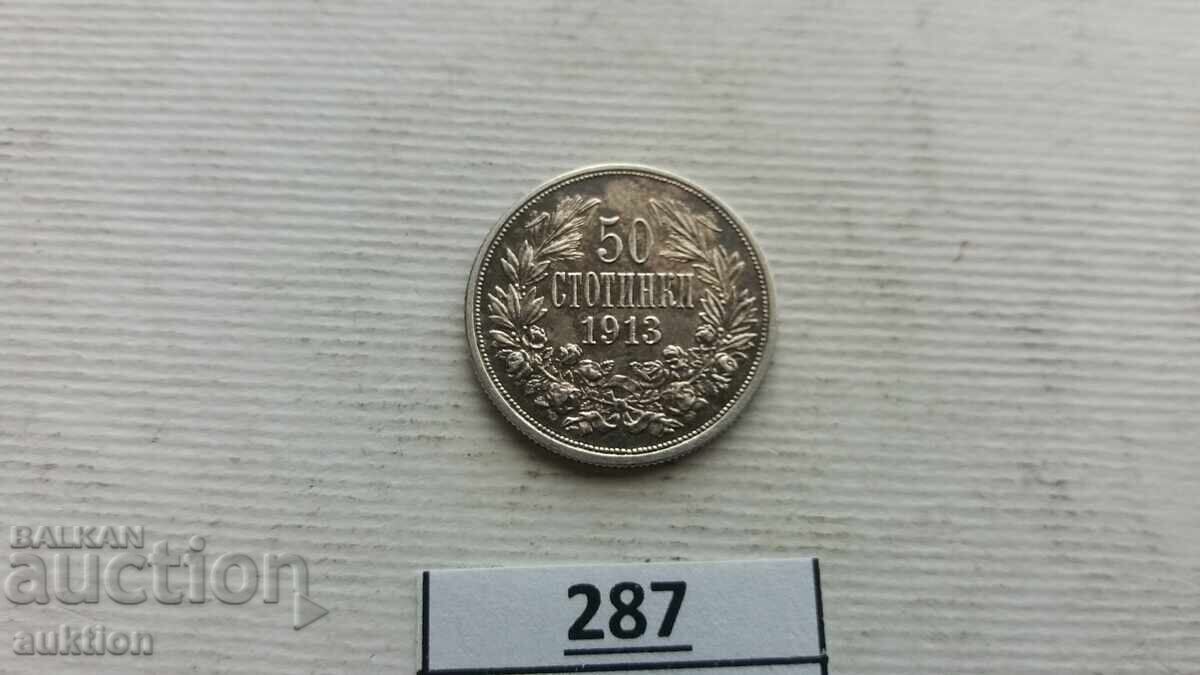 50
СТОТИНКИ
1913
BALKAN
auction
auktion
287